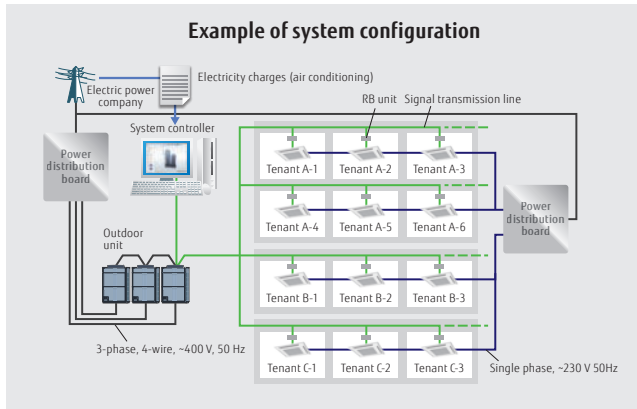 Example of system configuration
Electricity charges (air conditioning)
Electric power
company
RB unit
Signal transmission line
System controller
Power
distribution
board
Tenant A-1
Tenant A-2
Tenant A-3
Tenant A-4
Tenant A-5
Tenant A-6
Power
distribution
board
Outdoor
unit
Tenant B-1
Tenant B-2
Tenant B-3
3-phase, 4-wire, ~400 V, 50 Hz
Tenant C-1
Tenant C-2
Tenant C-3
Single phase, ~230 V 50Hz